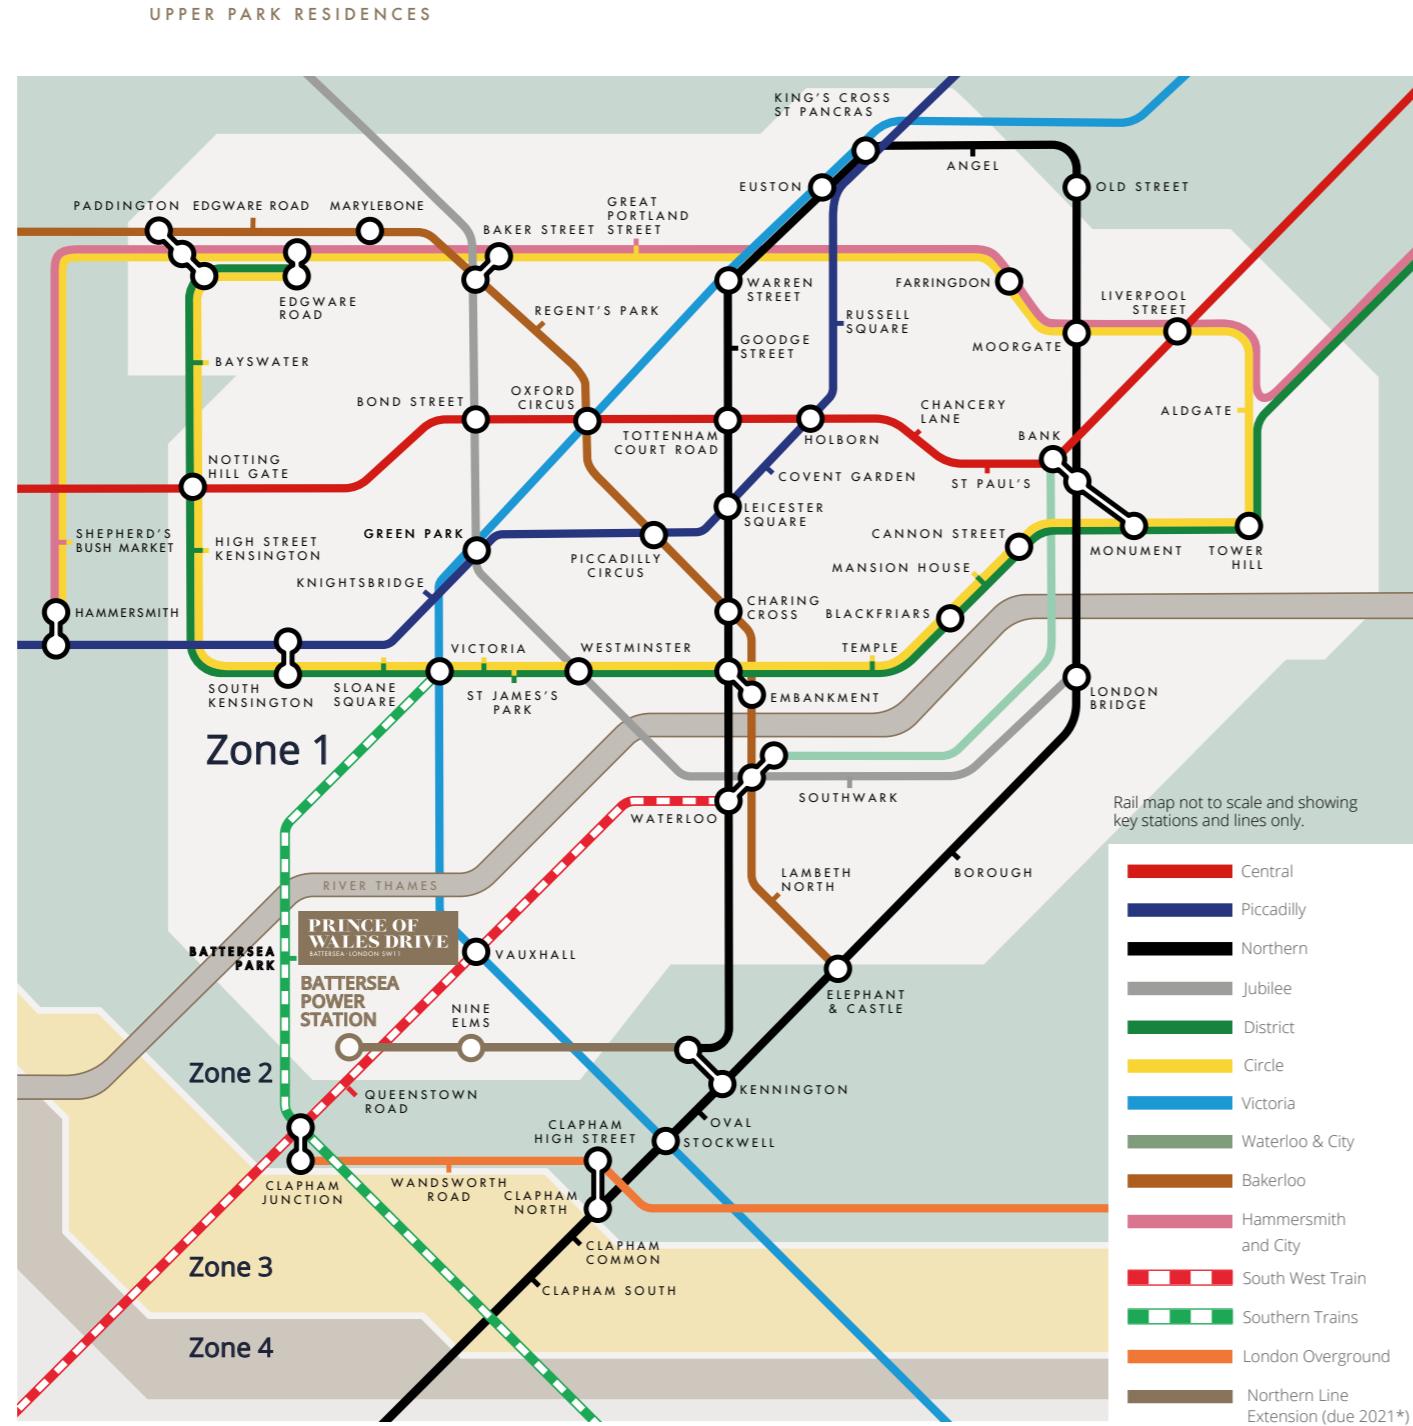 UPPER PARK RESIDENCES
KING'S CROSS
ST PANCRAS
ANGEL
EUSTON
OLD STREET
PADDINGTON
EDGWARE ROAD
MARYLEBONE
GREAT
PORTLAND
STREET
BAKER STREET
EDGWARE
ROAD
WARREN
STREET
FARRINGDON
LIVERPOOL
STREET
REGENT'S PARK
RUSSELL
SQUARE
GOODGE
STREET
MOORGATE
BAYSWATER
BOND STREET
OXFORD
CIRCUS
TOTTENHAM
COURT ROAD
HOLBORN
CHANCERY
LANE
ALDGATE
BANK
NOTTING
HILL GATE
COVENT GARDEN
ST PAUL'S
LEICESTER
SQUARE
SHEPHERD'S
BUSH MARKET
HIGH STREET
KENSINGTON
GREEN PARK
PICCADILLY
CIRCUS
CANNON STREET
MONUMENT
TOWER
HILL
KNIGHTSBRIDGE
MANSION HOUSE
HAMMERSMITH
CHARING
CROSS
BLACKFRIARS
VICTORIA
WESTMINSTER
TEMPLE
SOUTH
KENSINGTON
SLOANE
SQUARE
ST JAMES'S
PARK
EMBANKMENT
LONDON
BRIDGE
Zone 1
SOUTHWARK
WATERLOO
Rail map not to scale and showing
key stations and lines only.
RIVER THAMES
LAMBETH
NORTH
BOROUGH
PRINCE OF
WALES DRIVE
BATTERSEA · LONDON SW11
BATTERSEA
PARK
VAUXHALL
BATTERSEA
POWER
STATION
NINE
ELMS
ELEPHANT
& CASTLE
Zone 2
QUEENSTOWN
ROAD
KENNINGTON
OVAL
CLAPHAM
HIGH STREET
STOCKWELL
CLAPHAM
JUNCTION
WANDSWORTH
ROAD
CLAPHAM
NORTH
CLAPHAM
COMMON
CLAPHAM SOUTH
Zone 3
Zone 4
Central
Piccadilly
Northern
Jubilee
District
Circle
Victoria
Waterloo & City
Bakerloo
Hammersmith
and City
South West Train
Southern Trains
London Overground
Northern Line
Extension (due 2021*)